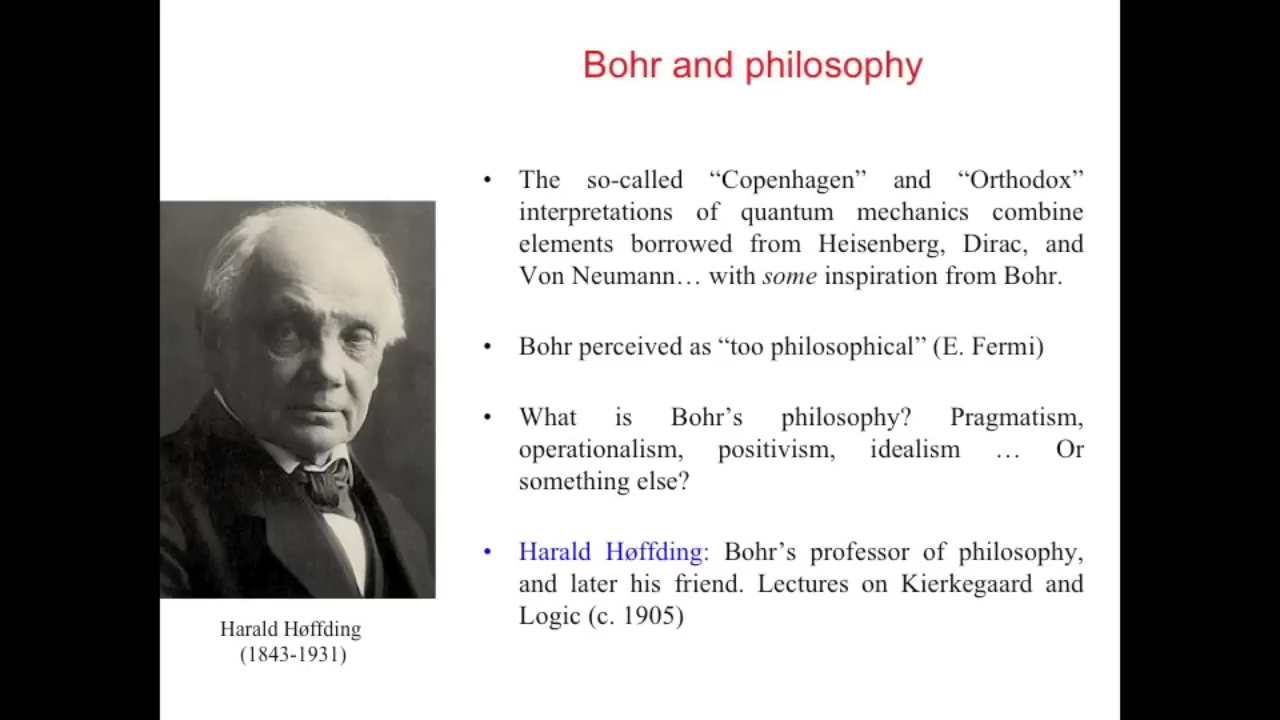 Bohr and philosophy
• The so-called “Copenhagen” and “Orthodox”
interpretations of quantum mechanics combine
elements borrowed from Heisenberg, Dirac, and
Von Neumann… with some inspiration from Bohr.
• Bohr perceived as “too philosophical” (E. Fermi)
• What is Bohr’s philosophy? Pragmatism,
operationalism, positivism, idealism … Or
something else?
• Harald Høffding: Bohr’s professor of philosophy,
and later his friend. Lectures on Kierkegaard and
Logic (c. 1905)
Harald Høffding
(1843-1931)